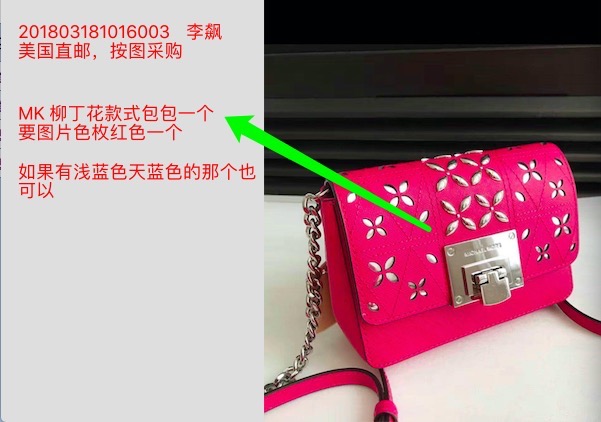 201803181016003 李飙
美国直邮，按图采购
MK 柳丁花款式包包一个
要图片色枚红色一个
如果有浅蓝色天蓝色的那个也
可以
MICHAEL KORS